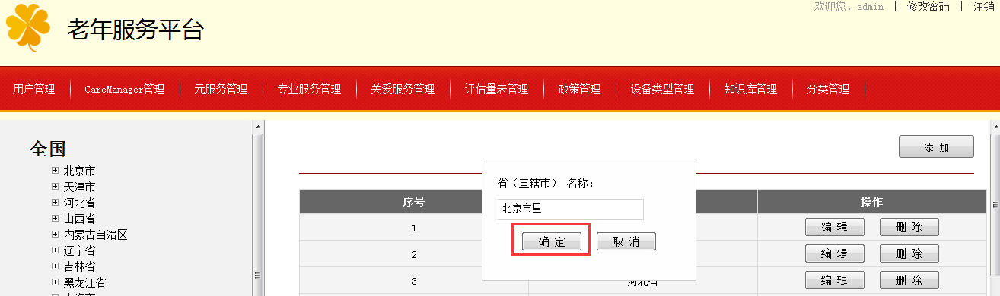 欢迎您，admin | 修改密码 | 注销
老年服务平台
用户管理 CareManager管理 元服务管理 专业服务管理 关爱服务管理 评估量表管理 政策管理 设备类型管理 知识库管理 分类管理
全国
北京市
天津市
河北省
山西省
内蒙古自治区
辽宁省
吉林省
黑龙江省
添 加
省（直辖市） 名称：
北京市里
确 定 取 消
序号 操作
1 编 辑 删 除
2 编 辑 删 除
3 河北省 编 辑 删 除